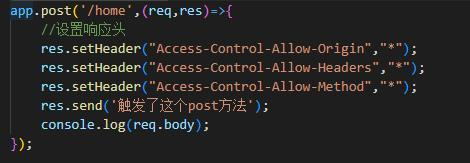 app.post('/home',(req,res)=>{
//设置响应头
res.setHeader("Access-Control-Allow-Origin","*");
res.setHeader("Access-Control-Allow-Headers","*");
res.setHeader("Access-Control-Allow-Method","*");
res.send('触发了这个post方法');
console.log(req.body);
});